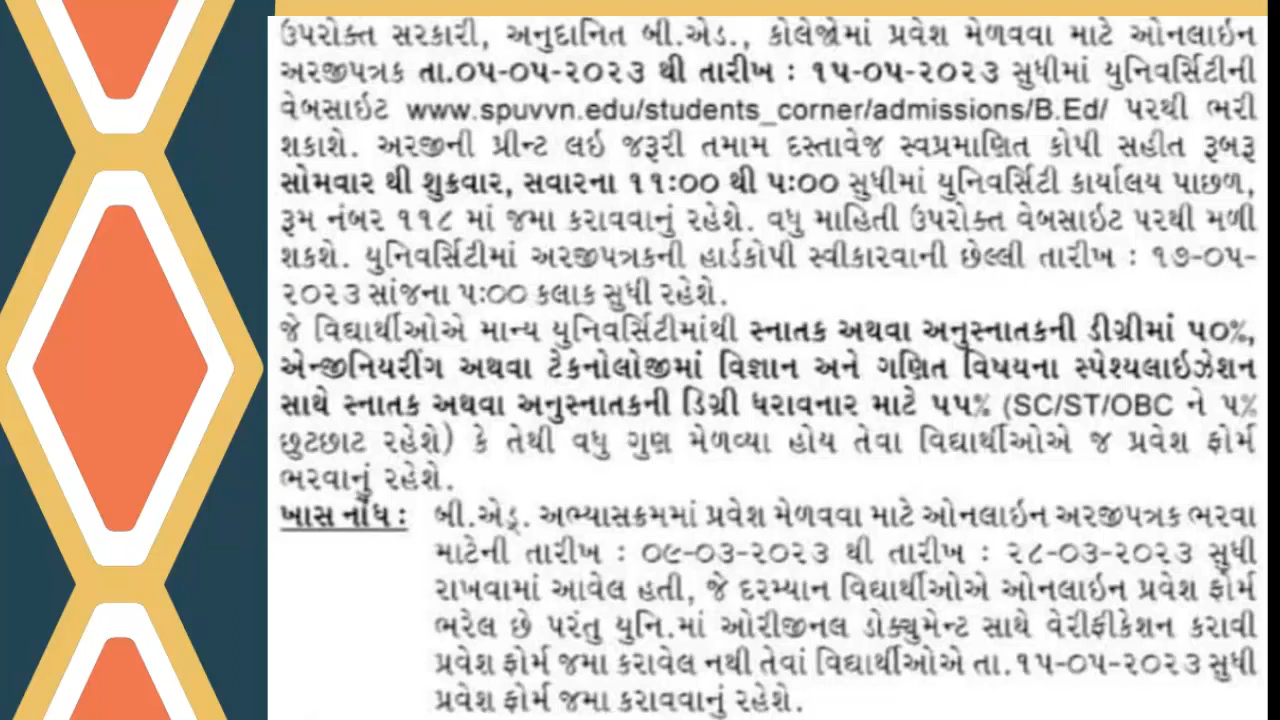 ઉપરોક્ત સરકારી, અનુદાનિત બી.એડ., કોલેજોમાં પ્રવેશ મેળવવા માટે ઓનલાઇન
અરજીપત્રક તા.૦૫-૦૫-૨૦૨૩ થી તારીખ : ૧૫-૦૫-૨૦૨૩ સુધીમાં યુનિવર્સિટીની
વેબસાઇટ www.spuvvn.edu/students_corner/admissions/B.Ed/ પરથી ભરી
શકાશે. અરજીની પ્રીન્ટ લઇ જરૂરી તમામ દસ્તાવેજ સ્વપ્રમાણિત કોપી સહીત રૂબરૂ
સોમવાર થી શુક્રવાર, સવારના ૧૧:૦૦ થી ૫:૦૦ સુધીમાં યુનિવર્સિટી કાર્યાલય પાછળ,
રૂમ નંબર ૧૧૮ માં જમા કરાવવાનું રહેશે. વધુ માહિતી ઉપરોક્ત વેબસાઇટ પરથી મળી
શકશે. યુનિવર્સિટીમાં અરજીપત્રકની હાર્ડકોપી સ્વીકારવાની છેલ્લી તારીખ : ૧૭-૦૫-
૨૦૨૩ સાંજના ૫:૦૦ કલાક સુધી રહેશે.
જે વિદ્યાર્થીઓએ માન્ય યુનિવર્સિટીમાંથી સ્નાતક અથવા અનુસ્નાતકની ડીગ્રીમાં ૫૦%,
એન્જીનિયરીંગ અથવા ટેકનોલોજીમાં વિજ્ઞાન અને ગણિત વિષયના સ્પેશ્યલાઇઝેશન
સાથે સ્નાતક અથવા અનુસ્નાતકની ડિગ્રી ધરાવનાર માટે ૫૫% (SC/ST/OBC ને ૫%
છુટછાટ રહેશે) કે તેથી વધુ ગુણ મેળવ્યા હોય તેવા વિદ્યાર્થીઓએ જ પ્રવેશ ફોર્મ
ભરવાનું રહેશે.
ખાસ નોંધ : બી.એડ્. અભ્યાસક્રમમાં પ્રવેશ મેળવવા માટે ઓનલાઇન અરજીપત્રક ભરવા
માટેની તારીખ : ૦૯-૦૩-૨૦૨૩ થી તારીખ : ૨૮-૦૩-૨૦૨૩ સુધી
રાખવામાં આવેલ હતી, જે દરમ્યાન વિદ્યાર્થીઓએ ઓનલાઇન પ્રવેશ ફોર્મ
ભરેલ છે પરંતુ યુનિ.માં ઓરીજીનલ ડોક્યુમેન્ટ સાથે વેરીફીકેશન કરાવી
પ્રવેશ ફોર્મ જમા કરાવેલ નથી તેવાં વિદ્યાર્થીઓએ તા.૧૫-૦૫-૨૦૨૩ સુધી
પ્રવેશ ફોર્મ જમા કરાવવાનું રહેશે.